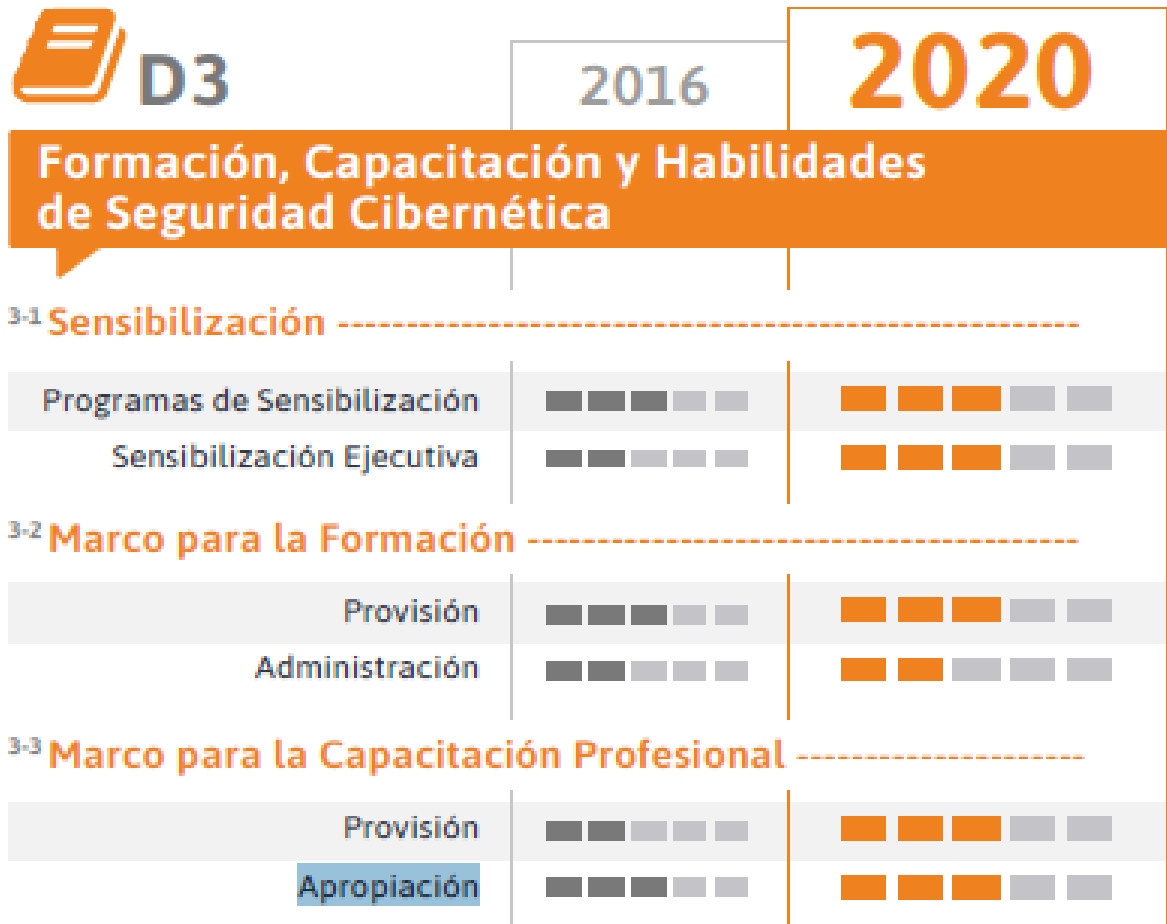 D3
2016
2020
Formación, Capacitación y Habilidades
de Seguridad Cibernética
3-1 Sensibilización
Programas de Sensibilización
Sensibilización Ejecutiva
3-2 Marco para la Formación
Provisión
Administración
3-3 Marco para la Capacitación Profesional
Provisión
Apropiación